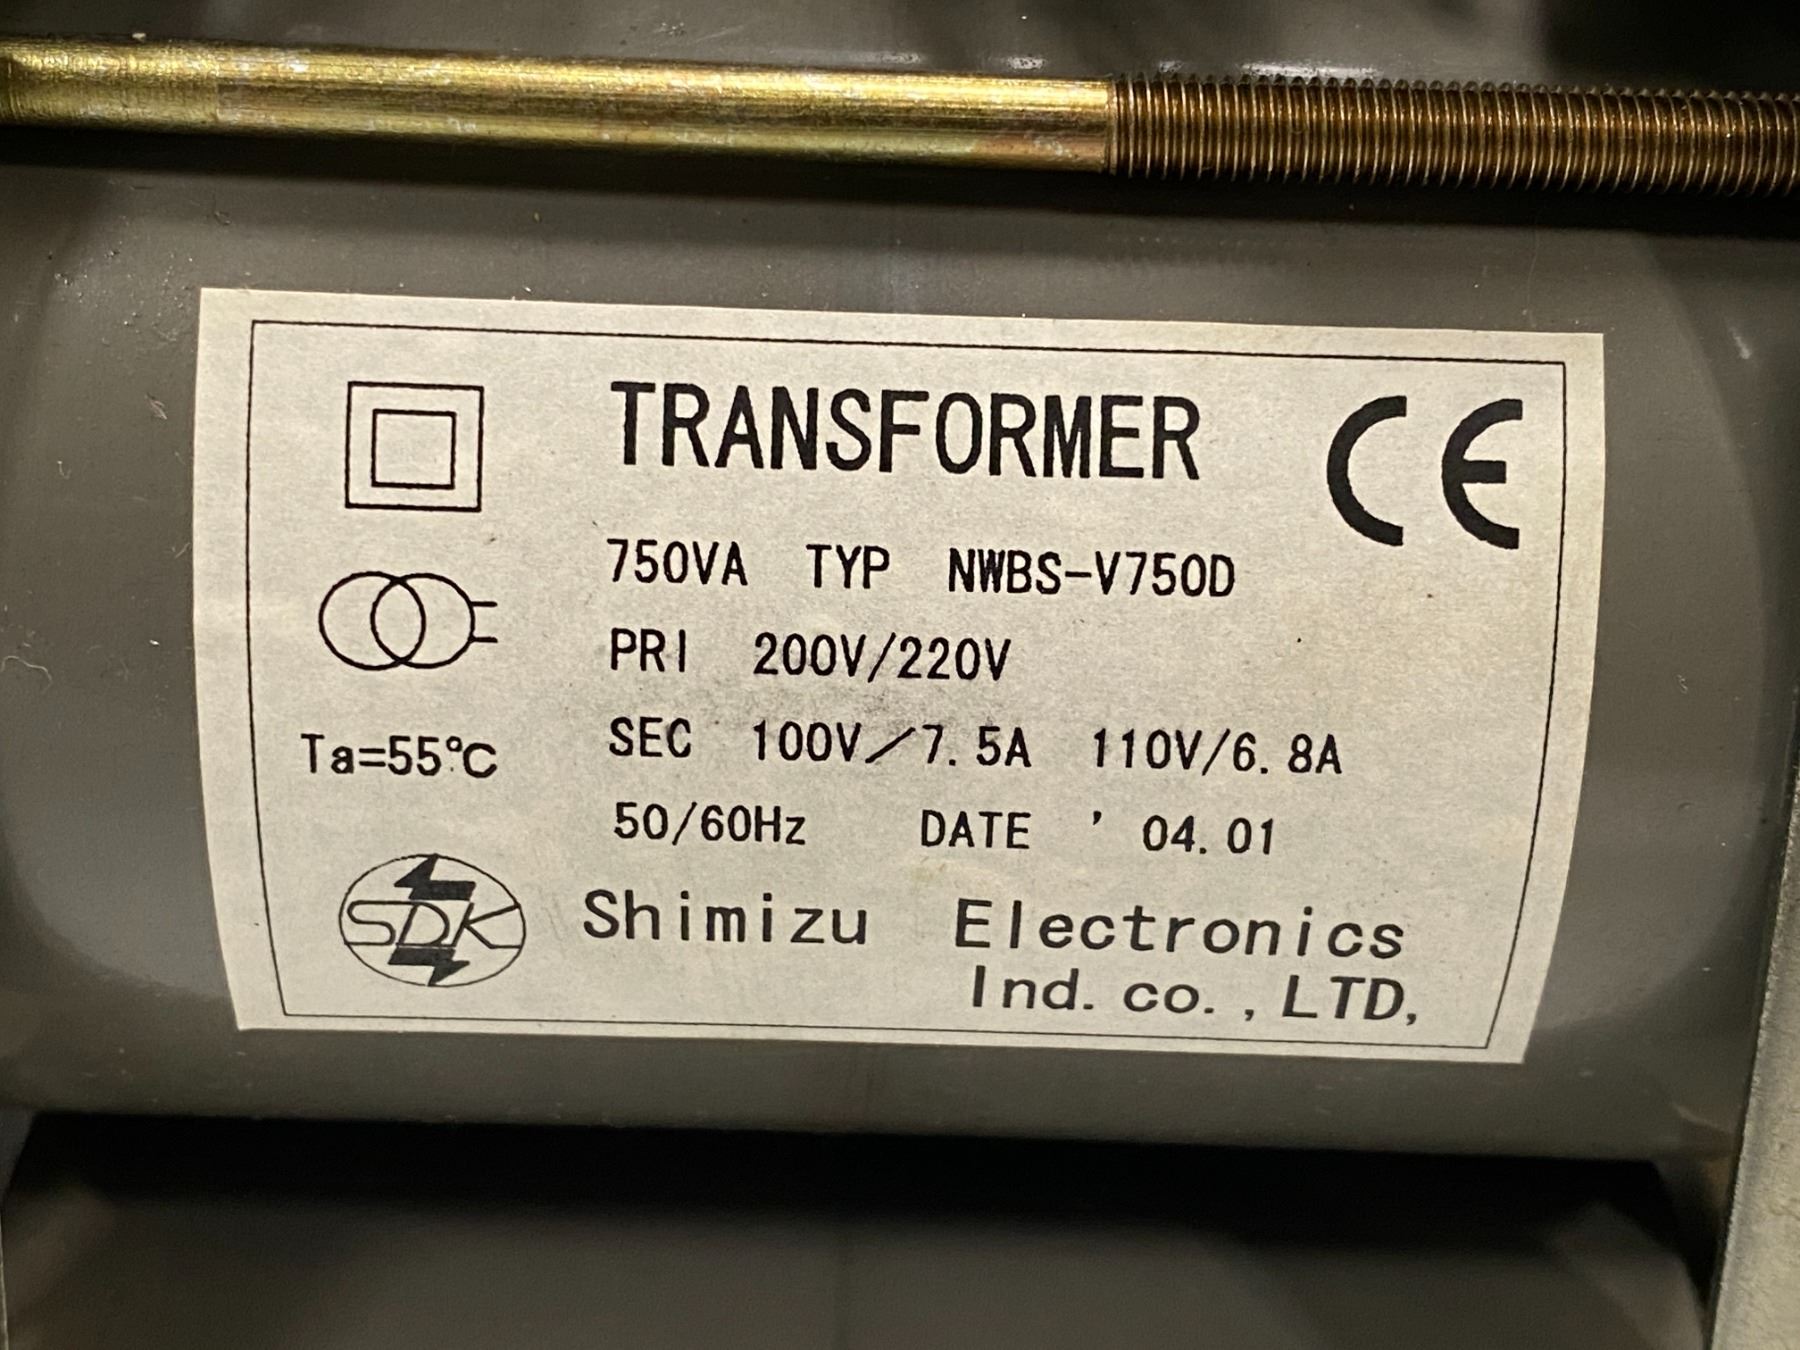 TRANSFORMER CE
750VA TYP NWBS-V750D
PRI 200V/220V
Ta=55℃ SEC 100V／7.5A 110V/6.8A
50/60Hz DATE '04.01
SDK Shimizu Electronics
Ind. co., LTD,